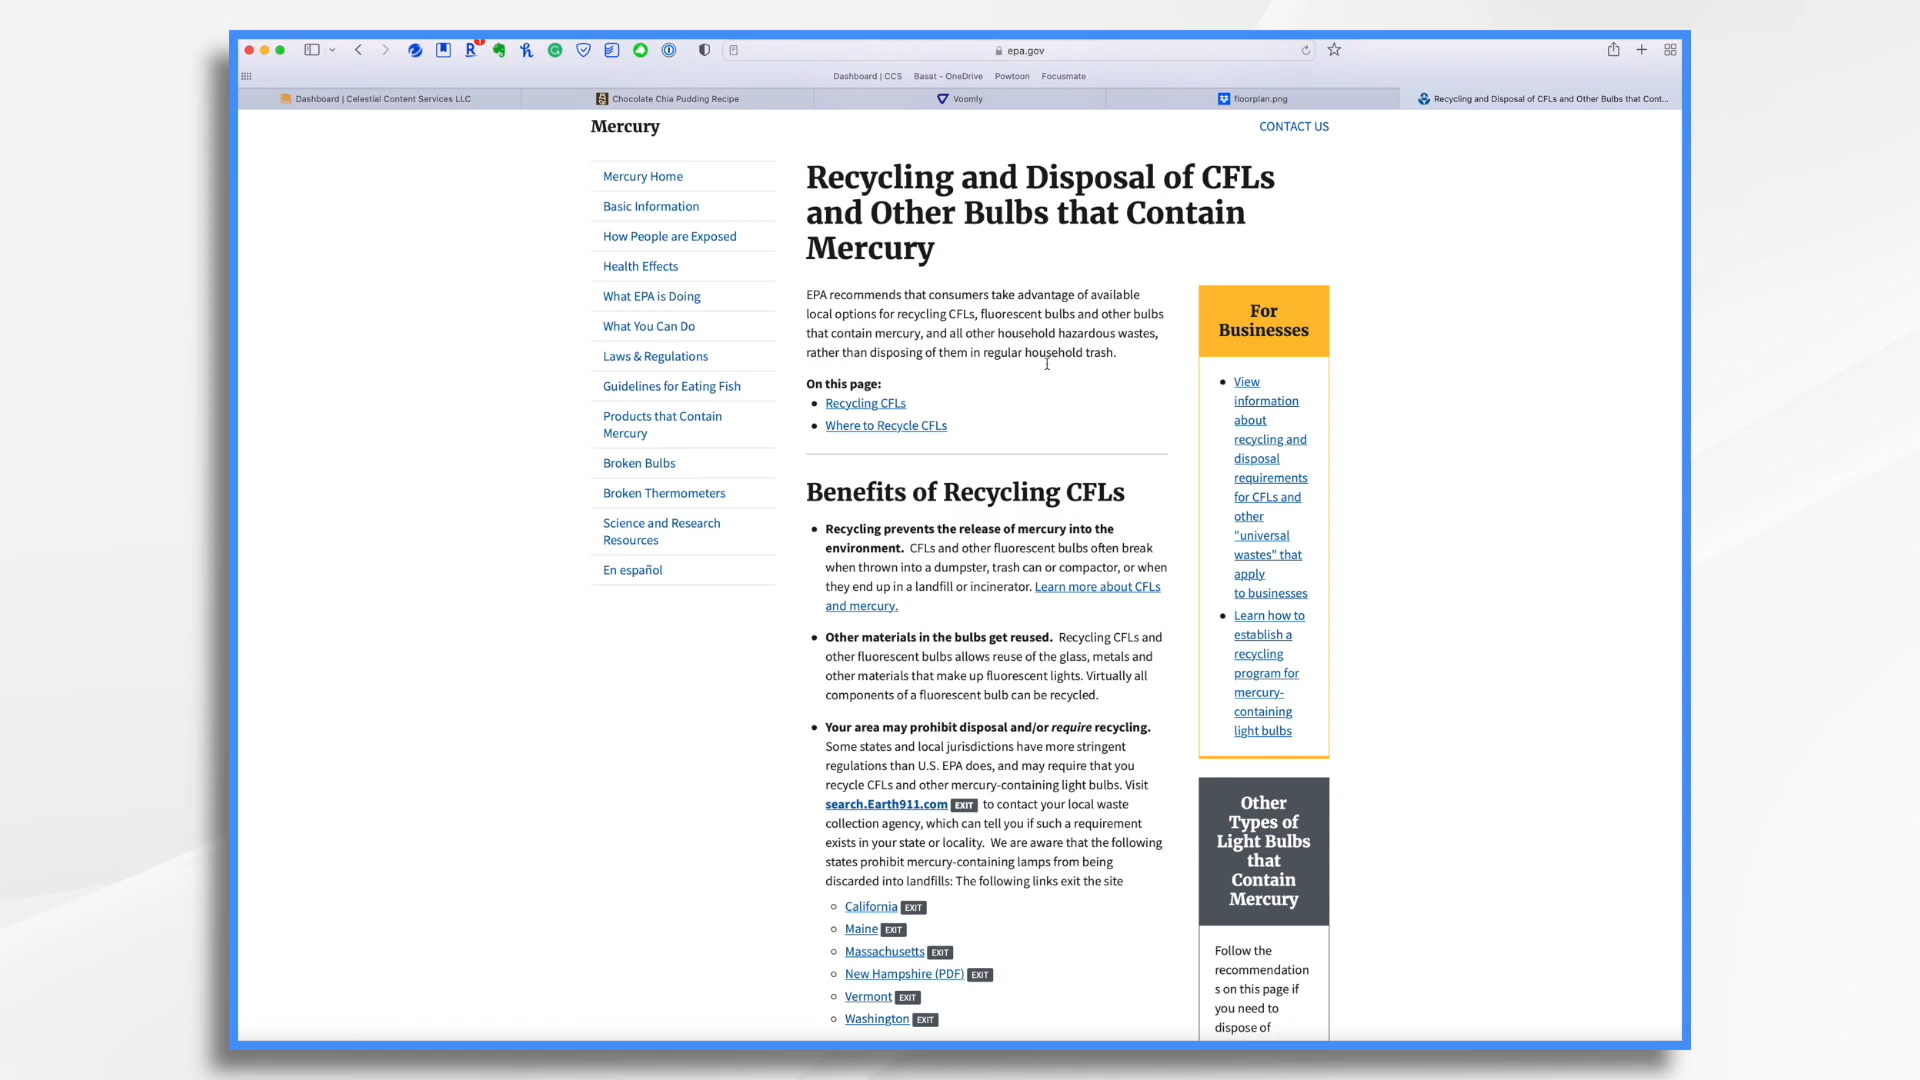 epa.gov
Dashboard | CCS Basat - OneDrive Powtoon Focusmate
Dashboard | Celestial Content Services LLC
Chocolate Chia Pudding Recipe
Voomly
floorplan.png
Recycling and Disposal of CFLs and Other Bulbs that Cont...
Mercury
CONTACT US
Mercury Home
Basic Information
How People are Exposed
Health Effects
What EPA is Doing
What You Can Do
Laws & Regulations
Guidelines for Eating Fish
Products that Contain
Mercury
Broken Bulbs
Broken Thermometers
Science and Research
Resources
En español
Recycling and Disposal of CFLs
and Other Bulbs that Contain
Mercury
EPA recommends that consumers take advantage of available
local options for recycling CFLs, fluorescent bulbs and other bulbs
that contain mercury, and all other household hazardous wastes,
rather than disposing of them in regular household trash.
On this page:
Recycling CFLs
Where to Recycle CFLs
Benefits of Recycling CFLs
Recycling prevents the release of mercury into the
environment. CFLs and other fluorescent bulbs often break
when thrown into a dumpster, trash can or compactor, or when
they end up in a landfill or incinerator. Learn more about CFLs
and mercury.
Other materials in the bulbs get reused. Recycling CFLs and
other fluorescent bulbs allows reuse of the glass, metals and
other materials that make up fluorescent lights. Virtually all
components of a fluorescent bulb can be recycled.
Your area may prohibit disposal and/or require recycling.
Some states and local jurisdictions have more stringent
regulations than U.S. EPA does, and may require that you
recycle CFLs and other mercury-containing light bulbs. Visit
search.Earth911.com EXIT to contact your local waste
collection agency, which can tell you if such a requirement
exists in your state or locality. We are aware that the following
states prohibit mercury-containing lamps from being
discarded into landfills: The following links exit the site
California EXIT
Maine EXIT
Massachusetts EXIT
New Hampshire (PDF) EXIT
Vermont EXIT
Washington EXIT
For
Businesses
View
information
about
recycling and
disposal
requirements
for CFLs and
other
"universal
wastes" that
apply
to businesses
Learn how to
establish a
recycling
program for
mercury-
containing
light bulbs
Other
Types of
Light Bulbs
that
Contain
Mercury
Follow the
recommendation
s on this page if
you need to
dispose of